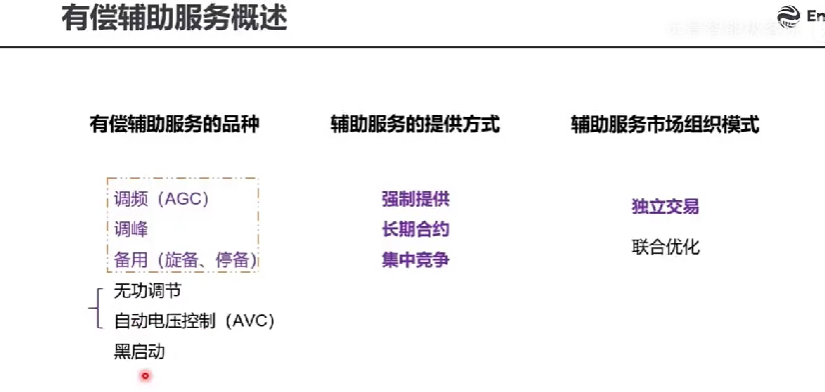 有偿辅助服务概述
En
有偿辅助服务的品种
辅助服务的提供方式
辅助服务市场组织模式
调频（AGC）
调峰
备用（旋备、停备）
无功调节
自动电压控制（AVC）
黑启动
强制提供
长期合约
集中竞争
独立交易
联合优化